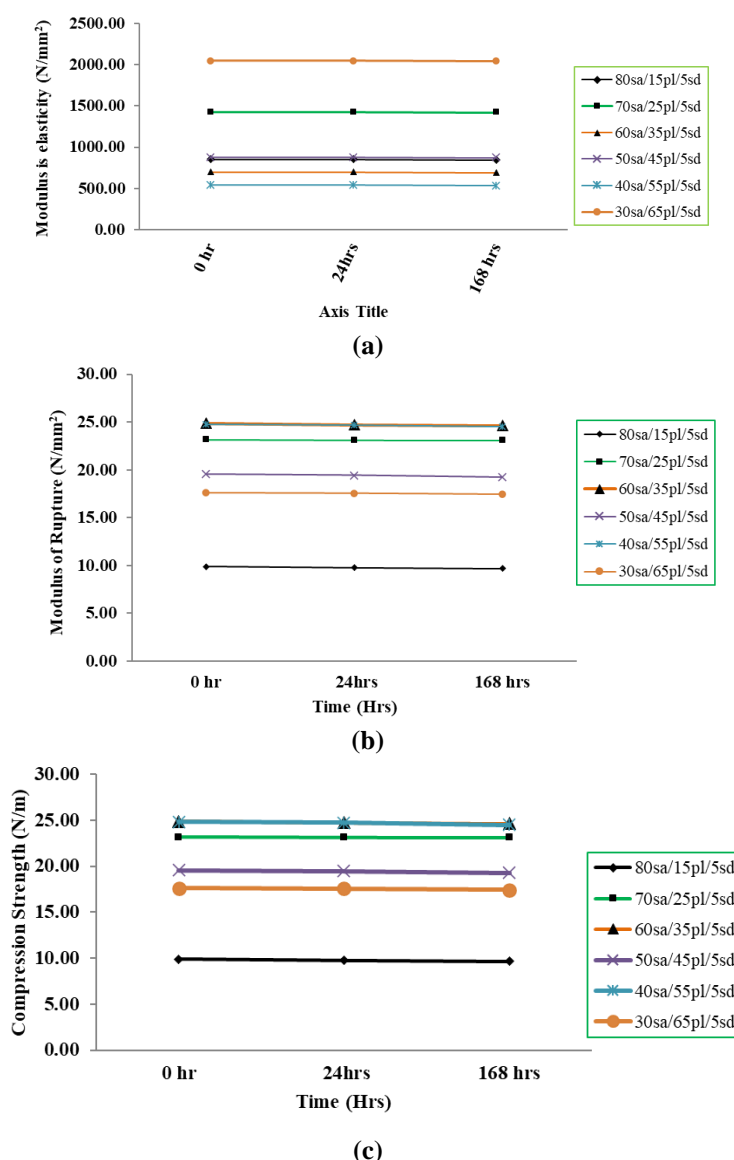 Modulus is elasticity (N/mm²)
2500.00
2000.00
1500.00
1000.00
500.00
0.00
0 hr
24hrs
168 hrs
Axis Title
80sa/15pl/5sd
70sa/25pl/5sd
60sa/35pl/5sd
50sa/45pl/5sd
40sa/55pl/5sd
30sa/65pl/5sd
(a)
Modulus of Rupture (N/mm²)
30.00
25.00
20.00
15.00
10.00
5.00
0.00
0 hr
24hrs
168 hrs
Time (Hrs)
80sa/15pl/5sd
70sa/25pl/5sd
60sa/35pl/5sd
50sa/45pl/5sd
40sa/55pl/5sd
30sa/65pl/5sd
(b)
Compression Strength (N/m)
30.00
25.00
20.00
15.00
10.00
5.00
0.00
0 hr
24hrs
168 hrs
Time (Hrs)
80sa/15pl/5sd
70sa/25pl/5sd
60sa/35pl/5sd
50sa/45pl/5sd
40sa/55pl/5sd
30sa/65pl/5sd
(c)